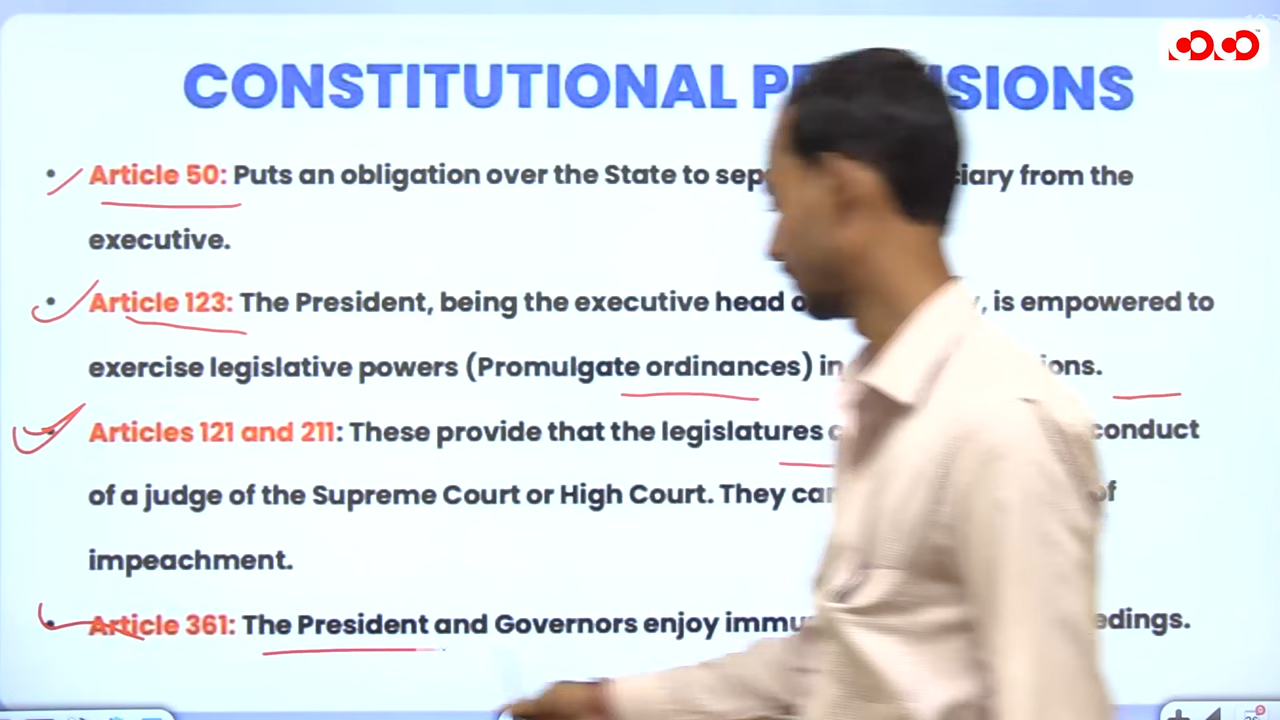 CONSTITUTIONAL P SIONS
• Article 50: Puts an obligation over the State to sep ciary from the
executive.
• Article 123: The President, being the executive head o , is empowered to
exercise legislative powers (Promulgate ordinances) in ions.
Articles 121 and 211: These provide that the legislatures conduct
of a judge of the Supreme Court or High Court. They can of
impeachment.
• Article 361: The President and Governors enjoy immu edings.